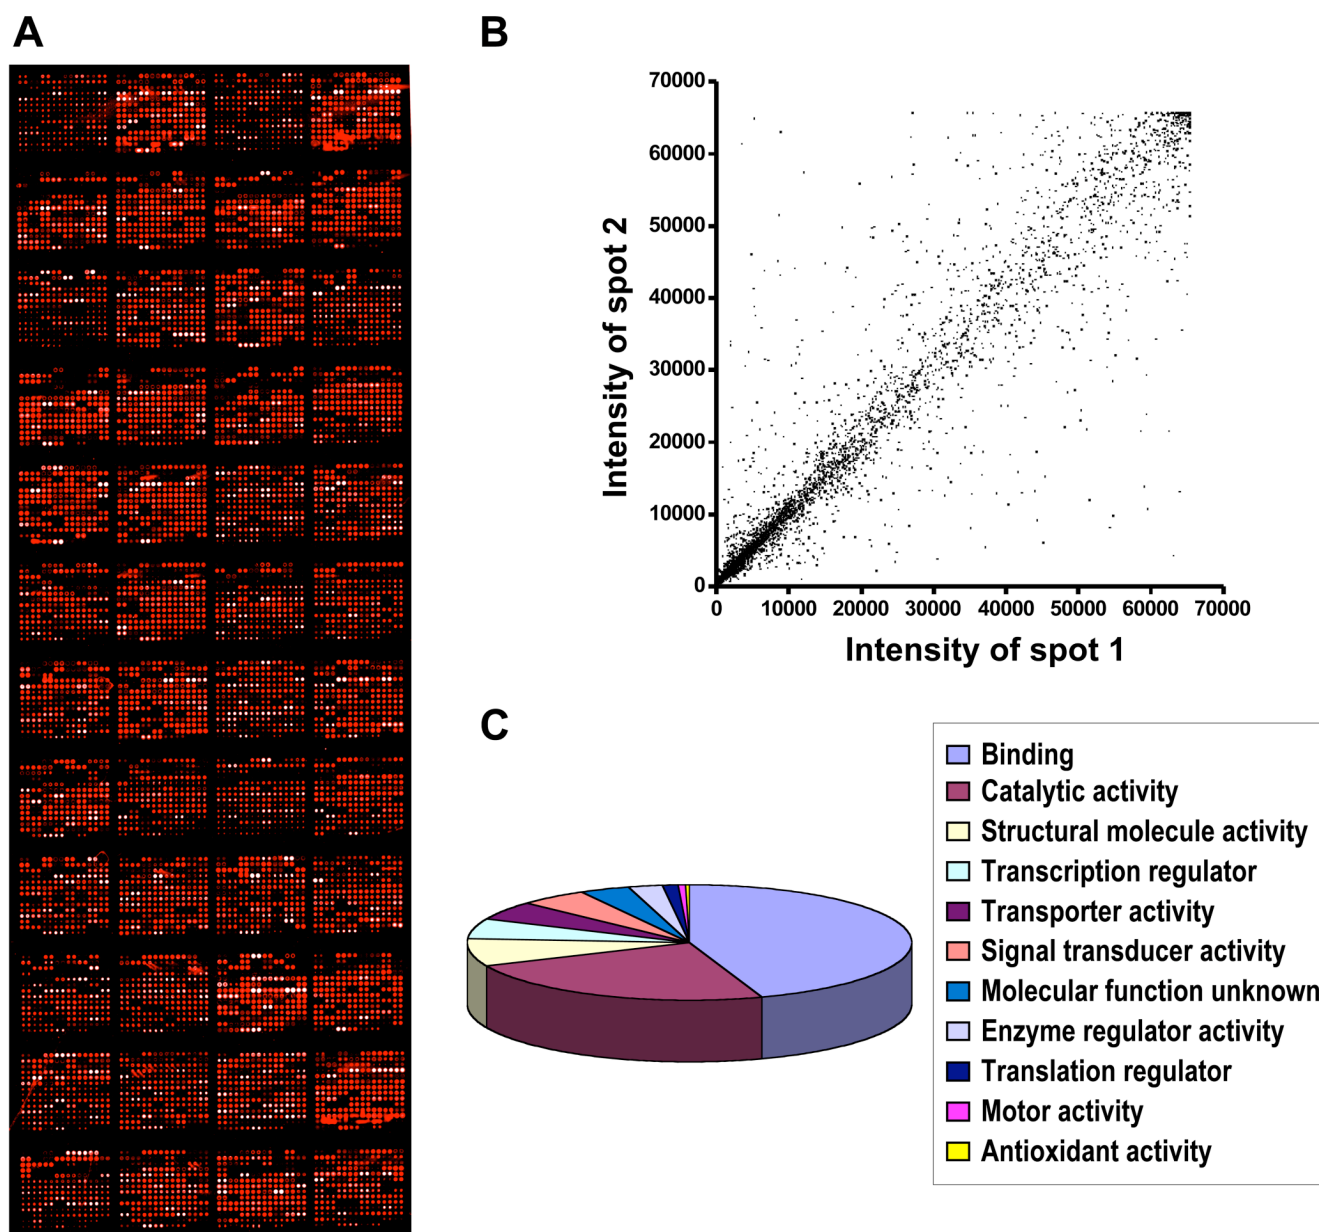 A
B
70000
60000
50000
40000
30000
20000
10000
0
Intensity of spot 2
0 10000 20000 30000 40000 50000 60000 70000
Intensity of spot 1
C
Binding
Catalytic activity
Structural molecule activity
Transcription regulator
Transporter activity
Signal transducer activity
Molecular function unknown
Enzyme regulator activity
Translation regulator
Motor activity
Antioxidant activity